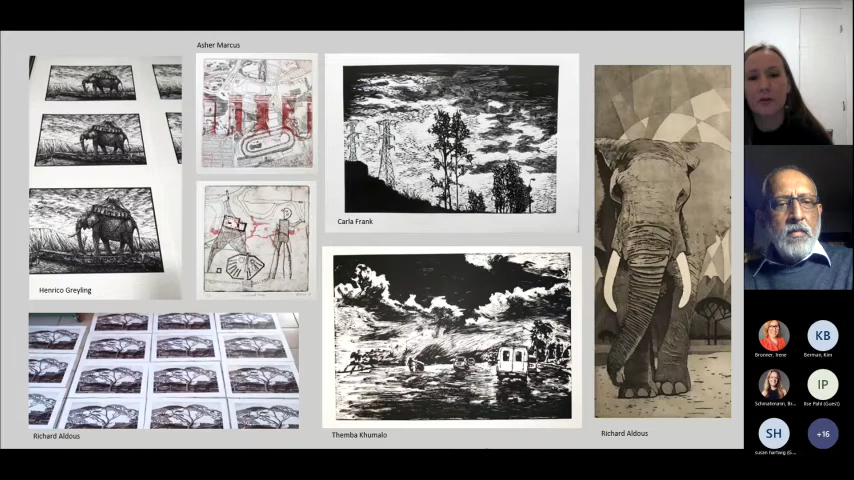 Asher Marcus
Henrico Greyling
Carla Frank
Richard Aldous
Themba Khumalo
Richard Aldous
Bronner, Irene
KB
Berman, Kim
Schmahmann, Br...
IP
Ilse Pahl (Guest)
SH
susan hartwig (G...
+16